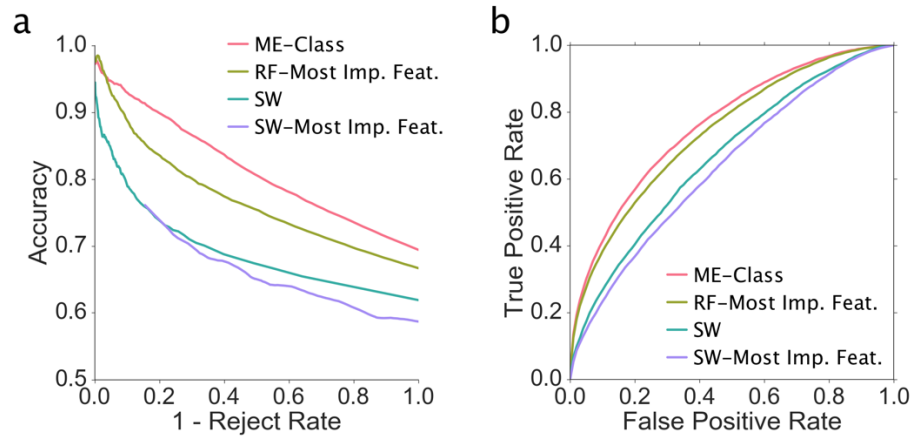 a
1.0
0.9
0.8
0.7
0.6
0.5
Accuracy
ME-Class
RF-Most Imp. Feat.
SW
SW-Most Imp. Feat.
0.0 0.2 0.4 0.6 0.8 1.0
1 - Reject Rate
b
1.0
0.8
0.6
0.4
0.2
0.0
True Positive Rate
ME-Class
RF-Most Imp. Feat.
SW
SW-Most Imp. Feat.
0.0 0.2 0.4 0.6 0.8 1.0
False Positive Rate